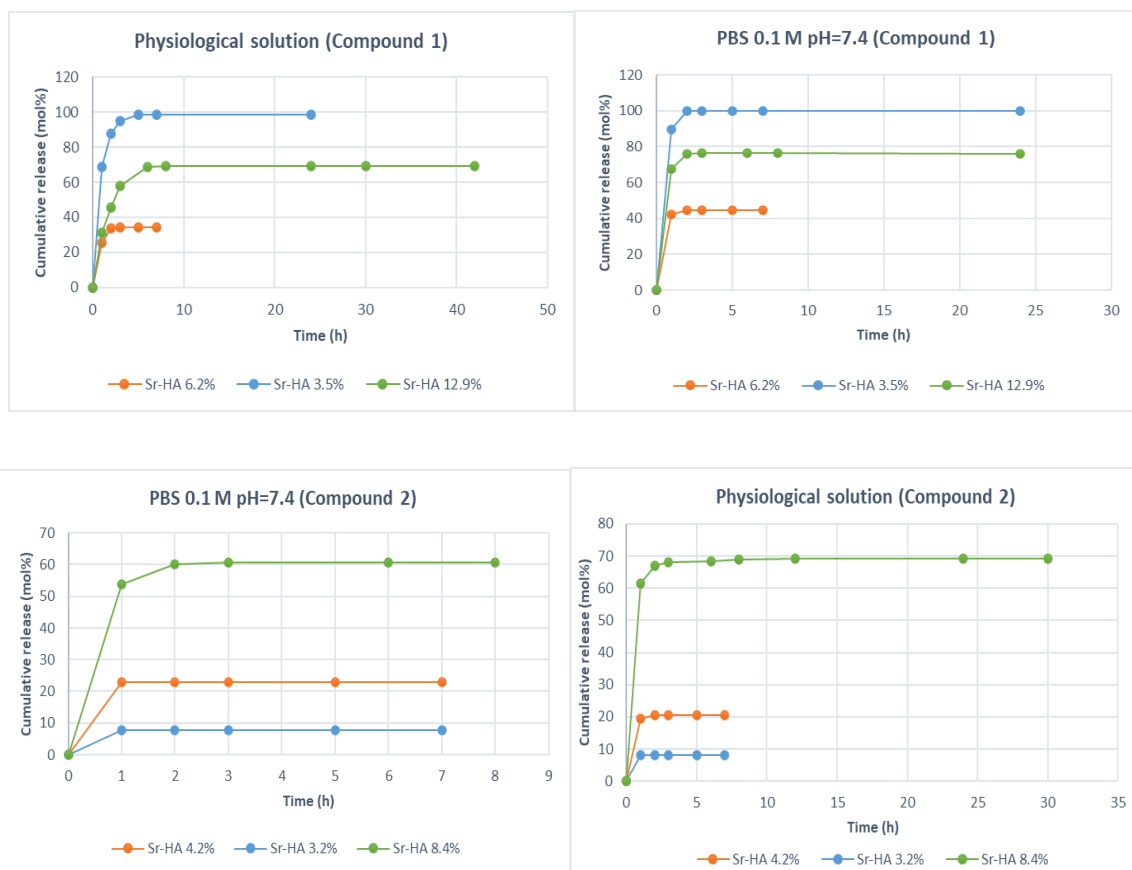 Physiological solution (Compound 1)
Cumulative release (mol%)
120
100
80
60
40
20
0
0 10 20 30 40 50
Time (h)
Sr-HA 6.2% Sr-HA 3.5% Sr-HA 12.9%
PBS 0.1 M pH=7.4 (Compound 1)
Cumulative release (mol%)
120
100
80
60
40
20
0
0 5 10 15 20 25 30
Time (h)
Sr-HA 6.2% Sr-HA 3.5% Sr-HA 12.9%
PBS 0.1 M pH=7.4 (Compound 2)
Cumulative release (mol%)
70
60
50
40
30
20
10
0
0 1 2 3 4 5 6 7 8 9
Time (h)
Sr-HA 4.2% Sr-HA 3.2% Sr-HA 8.4%
Physiological solution (Compound 2)
Cumulative release (mol%)
80
70
60
50
40
30
20
10
0
0 5 10 15 20 25 30 35
Time (h)
Sr-HA 4.2% Sr-HA 3.2% Sr-HA 8.4%